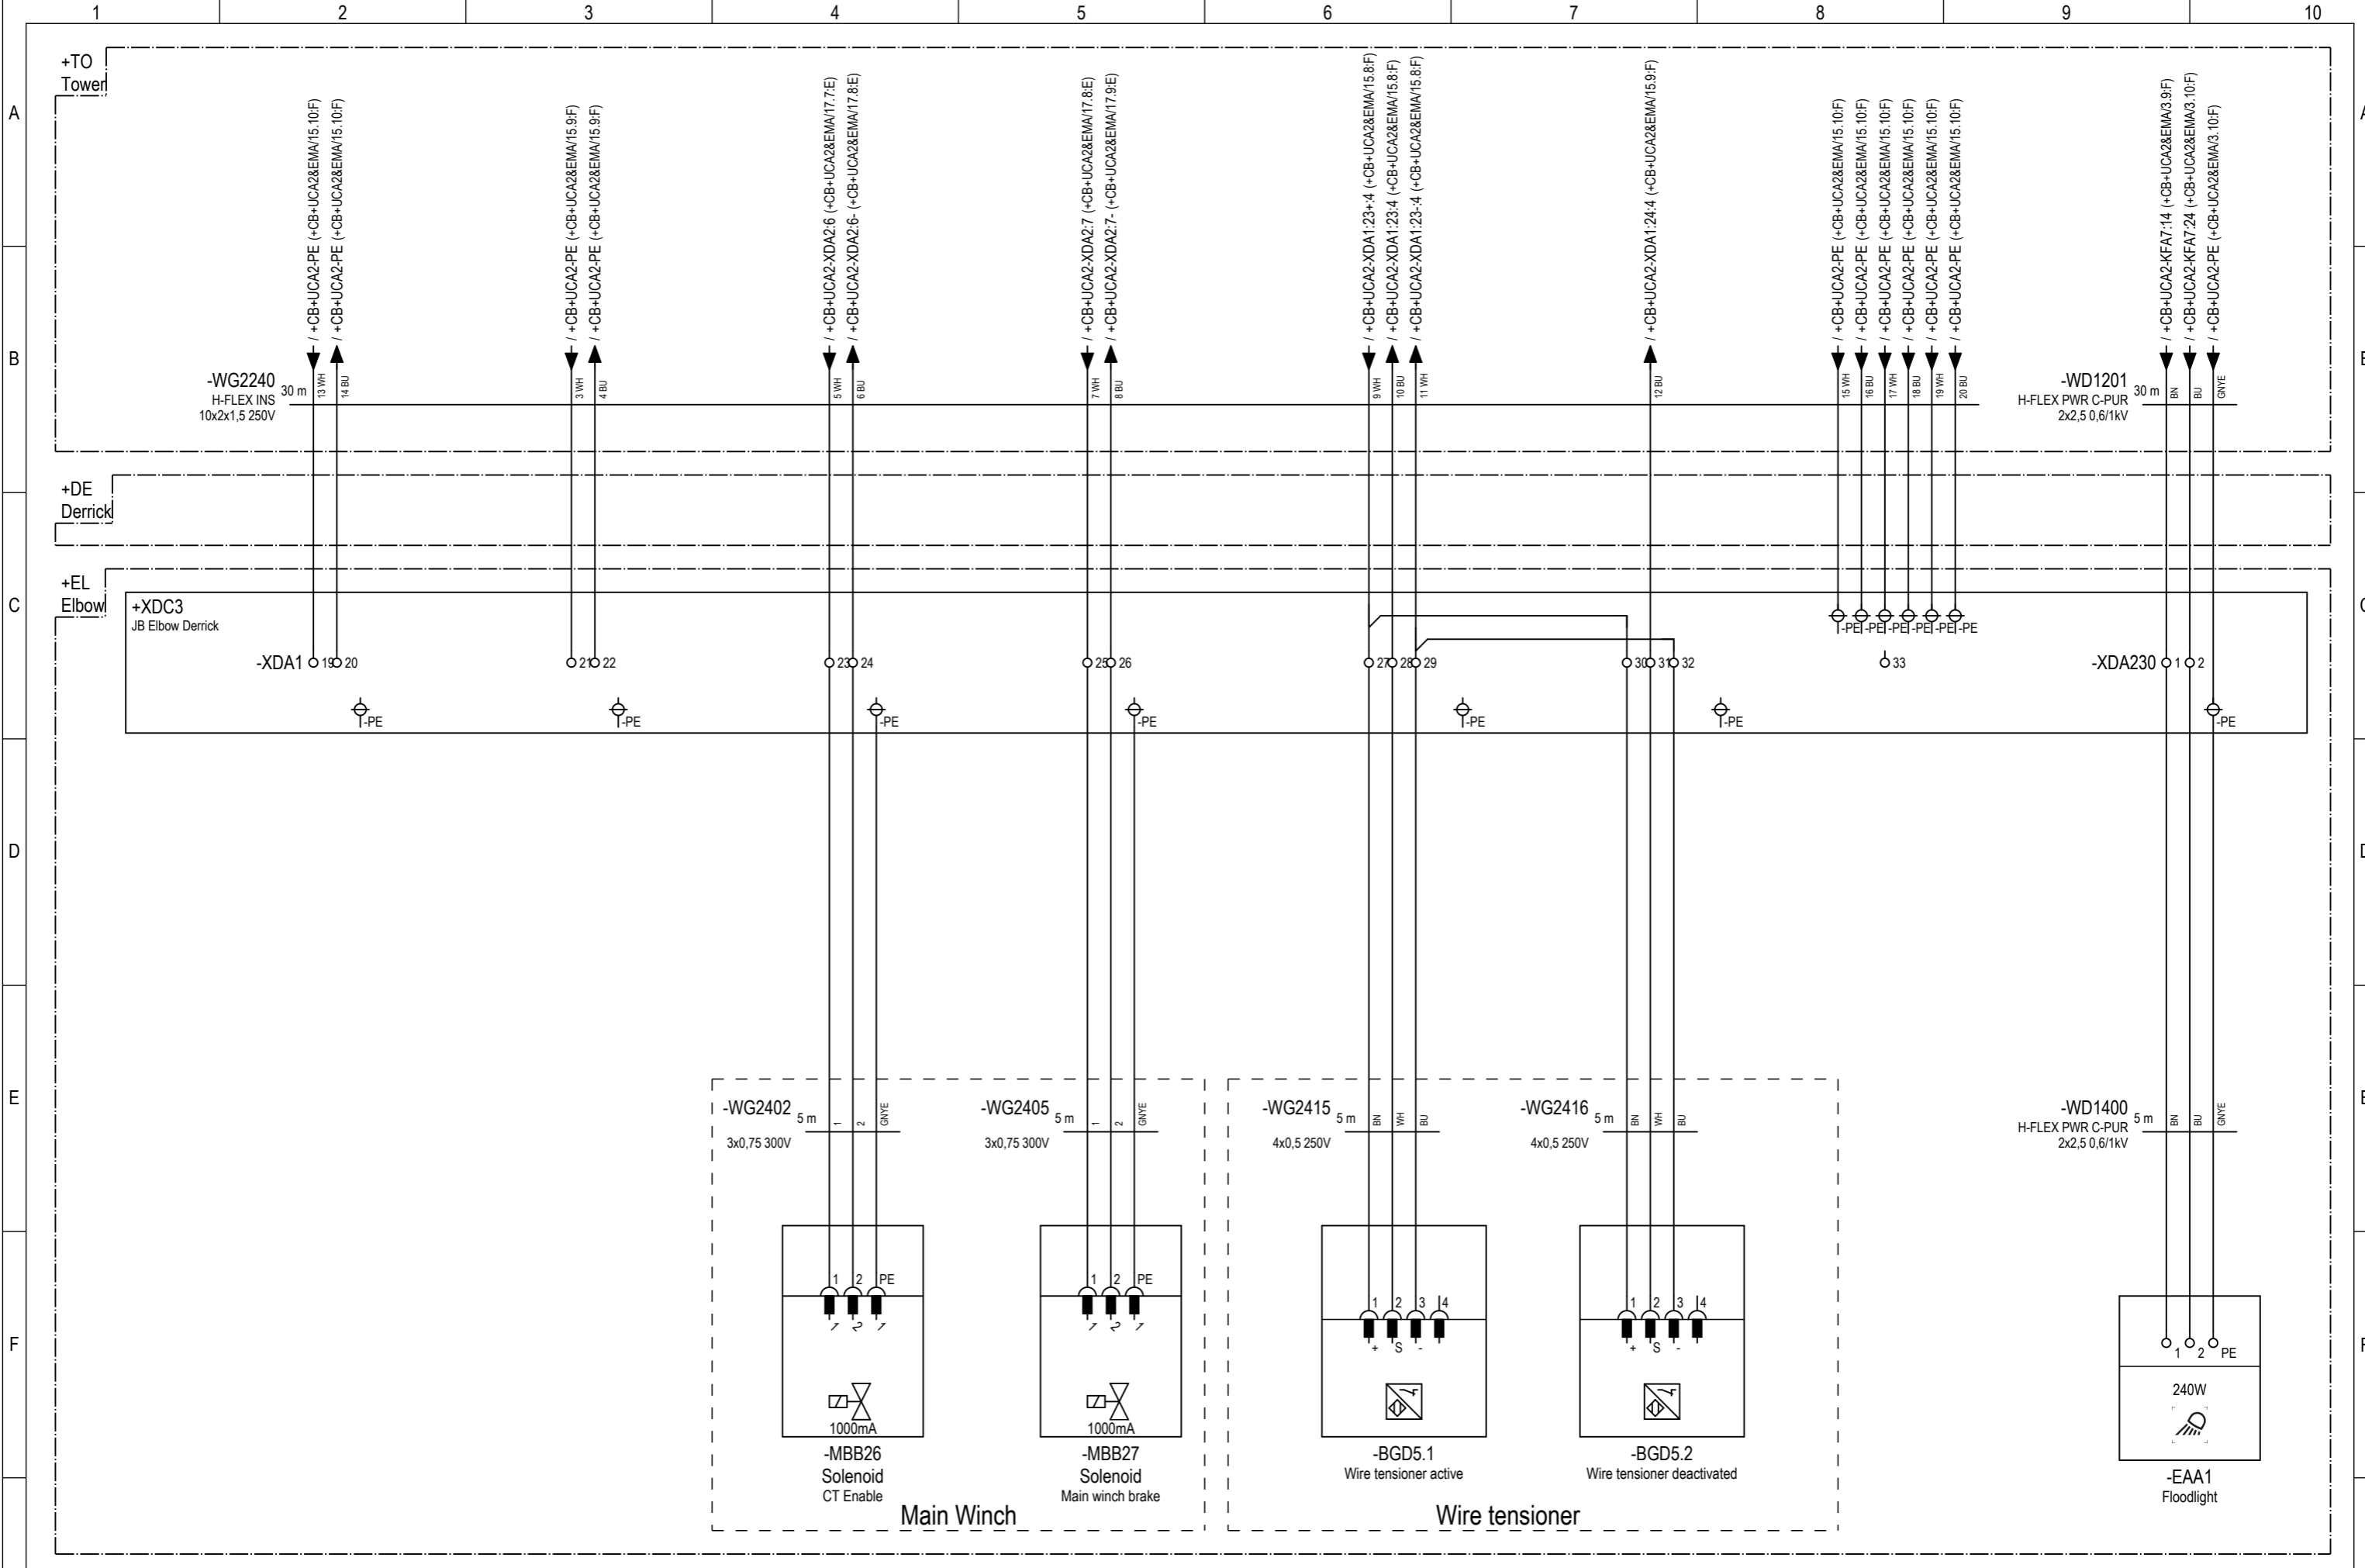 1 2 3 4 5 6 7 8 9 10
+TO
Tower
A
B
/ +CB+UCA2-PE (+CB+UCA2&EMA/15.10:F)
/ +CB+UCA2-PE (+CB+UCA2&EMA/15.10:F)
/ +CB+UCA2-PE (+CB+UCA2&EMA/15.9:F)
/ +CB+UCA2-PE (+CB+UCA2&EMA/15.9:F)
/ +CB+UCA2-XDA2:6 (+CB+UCA2&EMA/17.7:E)
/ +CB+UCA2-XDA2:6- (+CB+UCA2&EMA/17.8:E)
/ +CB+UCA2-XDA2:7 (+CB+UCA2&EMA/17.8:E)
/ +CB+UCA2-XDA2:7- (+CB+UCA2&EMA/17.9:E)
/ +CB+UCA2-XDA1:23+:4 (+CB+UCA2&EMA/15.8:F)
/ +CB+UCA2-XDA1:23:4 (+CB+UCA2&EMA/15.8:F)
/ +CB+UCA2-XDA1:23-:4 (+CB+UCA2&EMA/15.8:F)
/ +CB+UCA2-XDA1:24:4 (+CB+UCA2&EMA/15.9:F)
/ +CB+UCA2-PE (+CB+UCA2&EMA/15.10:F)
/ +CB+UCA2-PE (+CB+UCA2&EMA/15.10:F)
/ +CB+UCA2-PE (+CB+UCA2&EMA/15.10:F)
/ +CB+UCA2-PE (+CB+UCA2&EMA/15.10:F)
/ +CB+UCA2-PE (+CB+UCA2&EMA/15.10:F)
/ +CB+UCA2-PE (+CB+UCA2&EMA/15.10:F)
/ +CB+UCA2-KFA7:14 (+CB+UCA2&EMA/3.9:F)
/ +CB+UCA2-KFA7:24 (+CB+UCA2&EMA/3.10:F)
/ +CB+UCA2-PE (+CB+UCA2&EMA/3.10:F)
-WG2240
H-FLEX INS
10x2x1,5 250V
30 m
13 WH
14 BU
3 WH
4 BU
5 WH
6 BU
7 WH
8 BU
9 WH
10 BU
11 WH
12 BU
15 WH
16 BU
17 WH
18 BU
19 WH
20 BU
-WD1201
H-FLEX PWR C-PUR
2x2,5 0,6/1kV
30 m
BN
BU
GNYE
+DE
Derrick
+EL
Elbow
C
+XDC3
JB Elbow Derrick
-PE -PE -PE -PE -PE -PE
-XDA1 19 20 21 22 23 24 25 26 27 28 29 30 31 32 33 -XDA230 1 2
-PE -PE -PE -PE -PE -PE -PE
D
E
-WG2402
5 m
3x0,75 300V
1
2
GNYE
-WG2405
5 m
3x0,75 300V
1
2
GNYE
-WG2415
5 m
4x0,5 250V
BN
WH
BU
-WG2416
5 m
4x0,5 250V
BN
WH
BU
-WD1400
H-FLEX PWR C-PUR
2x2,5 0,6/1kV
5 m
BN
BU
GNYE
F
1 2 PE
1 2 1
1000mA
-MBB26
Solenoid
CT Enable
1 2 PE
1 2 1
1000mA
-MBB27
Solenoid
Main winch brake
Main Winch
1 2 3 4
+ S -
-BGD5.1
Wire tensioner active
1 2 3 4
+ S -
-BGD5.2
Wire tensioner deactivated
Wire tensioner
1 2 PE
240W
-EAA1
Floodlight